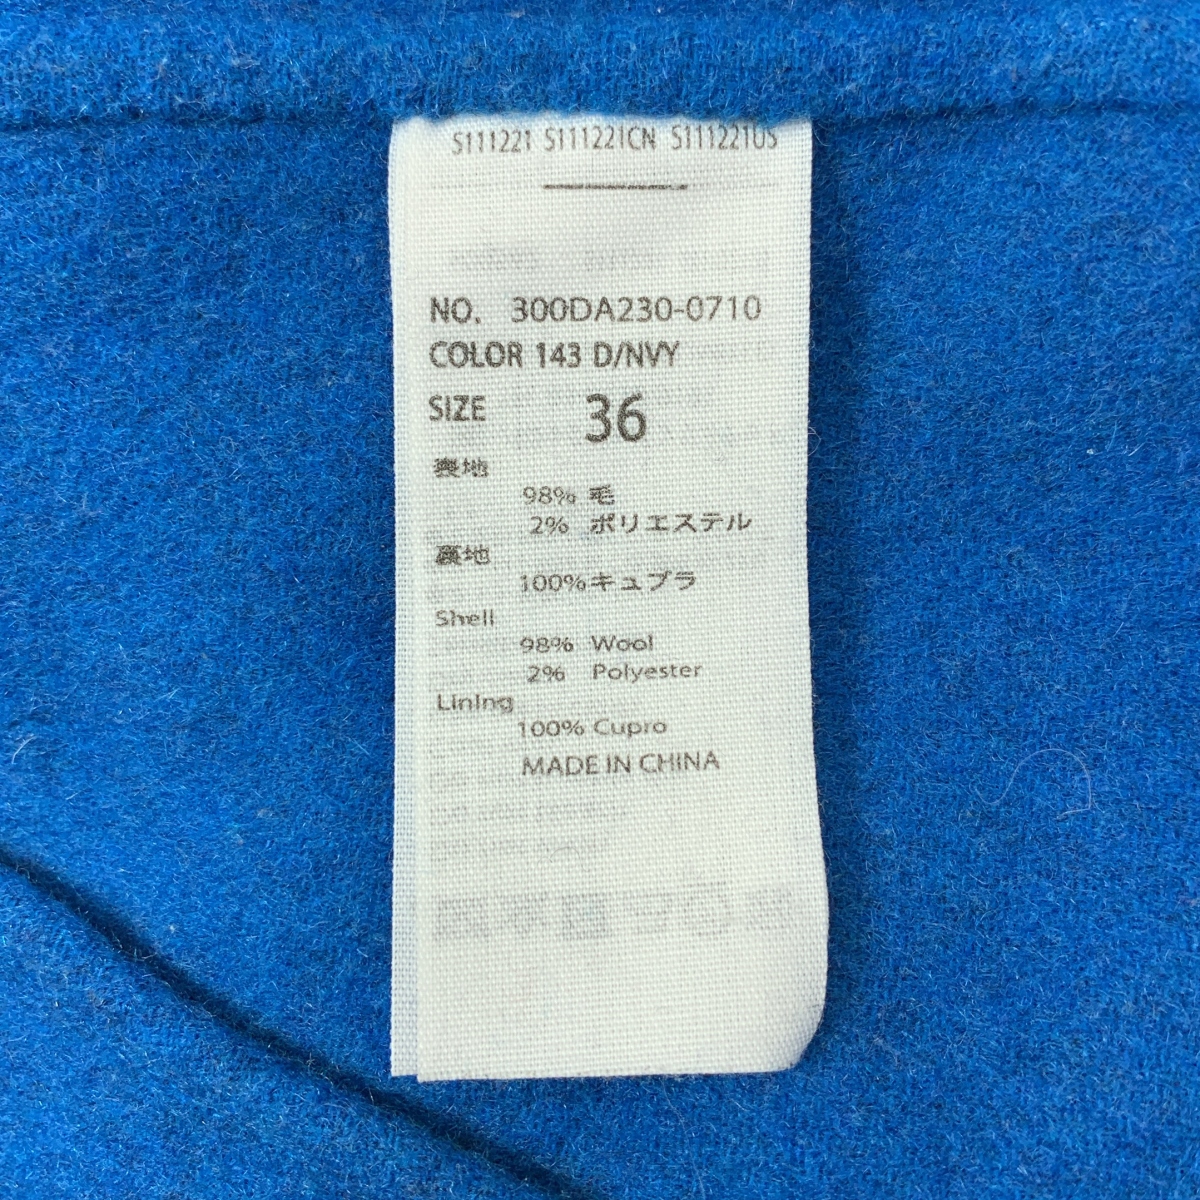 S111221 S111221CN S111221US
NO. 300DA230-0710
COLOR 143 D/NVY
SIZE 36
表地
98% 毛
2% ポリエステル
裏地
100% キュプラ
Shell
98% Wool
2% Polyester
Lining
100% Cupro
MADE IN CHINA